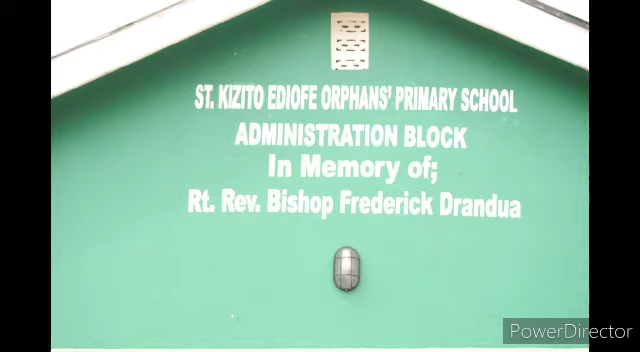 ST. KIZITO EDIOFE ORPHANS' PRIMARY SCHOOL
ADMINISTRATION BLOCK
In Memory of;
Rt. Rev. Bishop Frederick Drandua
PowerDirector